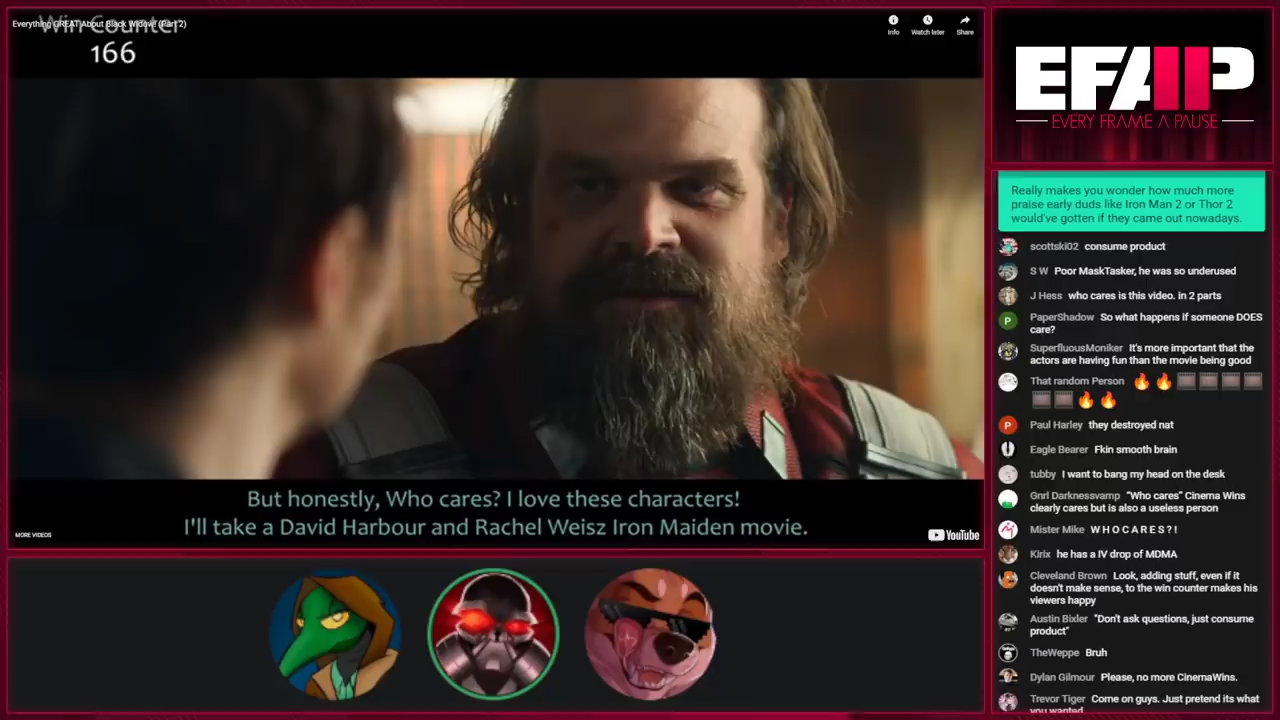 Everything GREAT About Black Widow! (Part 2)
Win Counter
166
Info
Watch later
Share
But honestly, Who cares? I love these characters!
I'll take a David Harbour and Rachel Weisz Iron Maiden movie.
MORE VIDEOS
YouTube
EFAP
EVERY FRAME A PAUSE
Really makes you wonder how much more
praise early duds like Iron Man 2 or Thor 2
would've gotten if they came out nowadays.
scottski02 consume product
S W Poor MaskTasker, he was so underused
J Hess who cares is this video. in 2 parts
P
PaperShadow So what happens if someone DOES
care?
SuperfluousMoniker It's more important that the
actors are having fun than the movie being good
That random Person
P
Paul Harley they destroyed nat
Eagle Bearer Fkin smooth brain
tubby I want to bang my head on the desk
Gnrl Darknessvamp “Who cares” Cinema Wins
clearly cares but is also a useless person
Mister Mike W H O C A R E S ? !
Kirix he has a IV drop of MDMA
Cleveland Brown Look, adding stuff, even if it
doesn't make sense, to the win counter makes his
viewers happy
Austin Bixler "Don't ask questions, just consume
product"
TheWeppe Bruh
Dylan Gilmour Please, no more CinemaWins.
Trevor Tiger Come on guys. Just pretend its what
you wanted